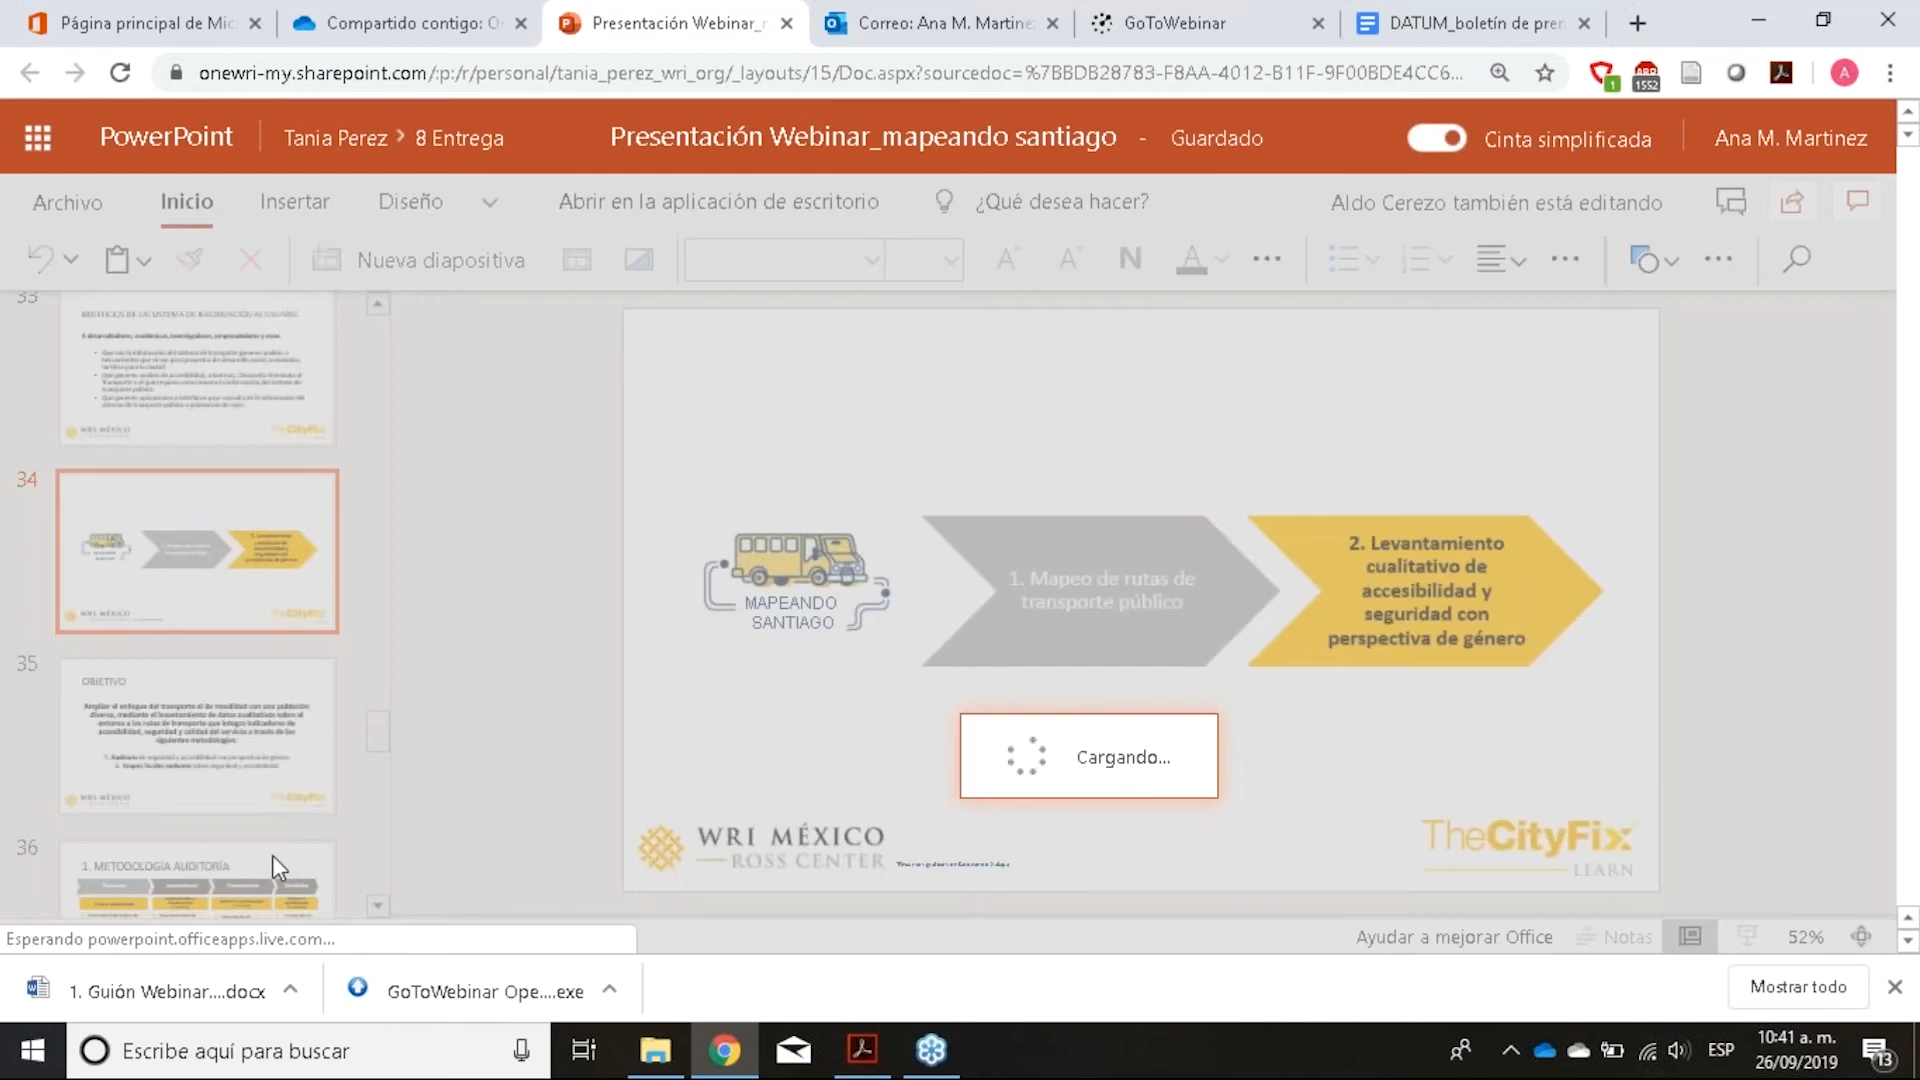 Página principal de Mic
Compartido contigo: O
Presentación Webinar_
Correo: Ana M. Martine
GoToWebinar
DATUM_boletín de pren
onewri-my.sharepoint.com/:p:/r/personal/tania_perez_wri_org/_layouts/15/Doc.aspx?sourcedoc=%7BBDB28783-F8AA-4012-B11F-9F00BDE4CC6...
1
ABP
1552
A
PowerPoint
Tania Perez > 8 Entrega
Presentación Webinar_mapeando santiago - Guardado
Cinta simplificada
Ana M. Martinez
Archivo
Inicio
Insertar
Diseño
Abrir en la aplicación de escritorio
¿Qué desea hacer?
Aldo Cerezo también está editando
Nueva diapositiva
N
33
34
35
OBJETIVO
36
1. METODOLOGÍA AUDITORÍA
MAPEANDO
SANTIAGO
1. Mapeo de rutas de
transporte público
2. Levantamiento
cualitativo de
accesibilidad y
seguridad con
perspectiva de género
Cargando...
WRI MÉXICO
ROSS CENTER
TheCityFix
LEARN
Esperando powerpoint.officeapps.live.com...
Ayudar a mejorar Office
Notas
52%
1. Guión Webinar....docx
GoToWebinar Ope....exe
Mostrar todo
Escribe aquí para buscar
ESP
10:41 a. m.
26/09/2019
13